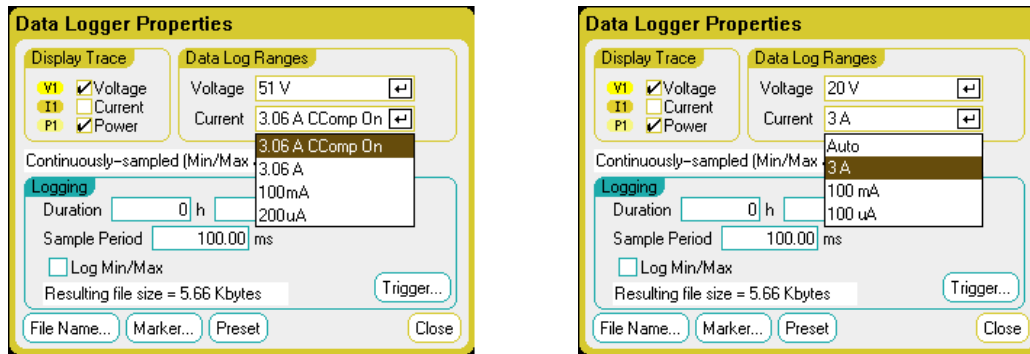 Data Logger Properties
Display Trace
Data Log Ranges
V1 Voltage
Voltage 51 V
I1 Current
Current 3.06 A CComp On
P1 Power
3.06 A CComp On
Continuously-sampled (Min/Max
3.06 A
Logging
100mA
Duration 0 h
200uA
Sample Period 100.00 ms
Log Min/Max
Resulting file size = 5.66 Kbytes
Trigger...
File Name... Marker... Preset Close
Data Logger Properties
Display Trace
Data Log Ranges
V1 Voltage
Voltage 20 V
I1 Current
Current 3 A
P1 Power
Auto
Continuously-sampled (Min/Max
3 A
Logging
100 mA
Duration 0 h
100 uA
Sample Period 100.00 ms
Log Min/Max
Resulting file size = 5.66 Kbytes
Trigger...
File Name... Marker... Preset Close